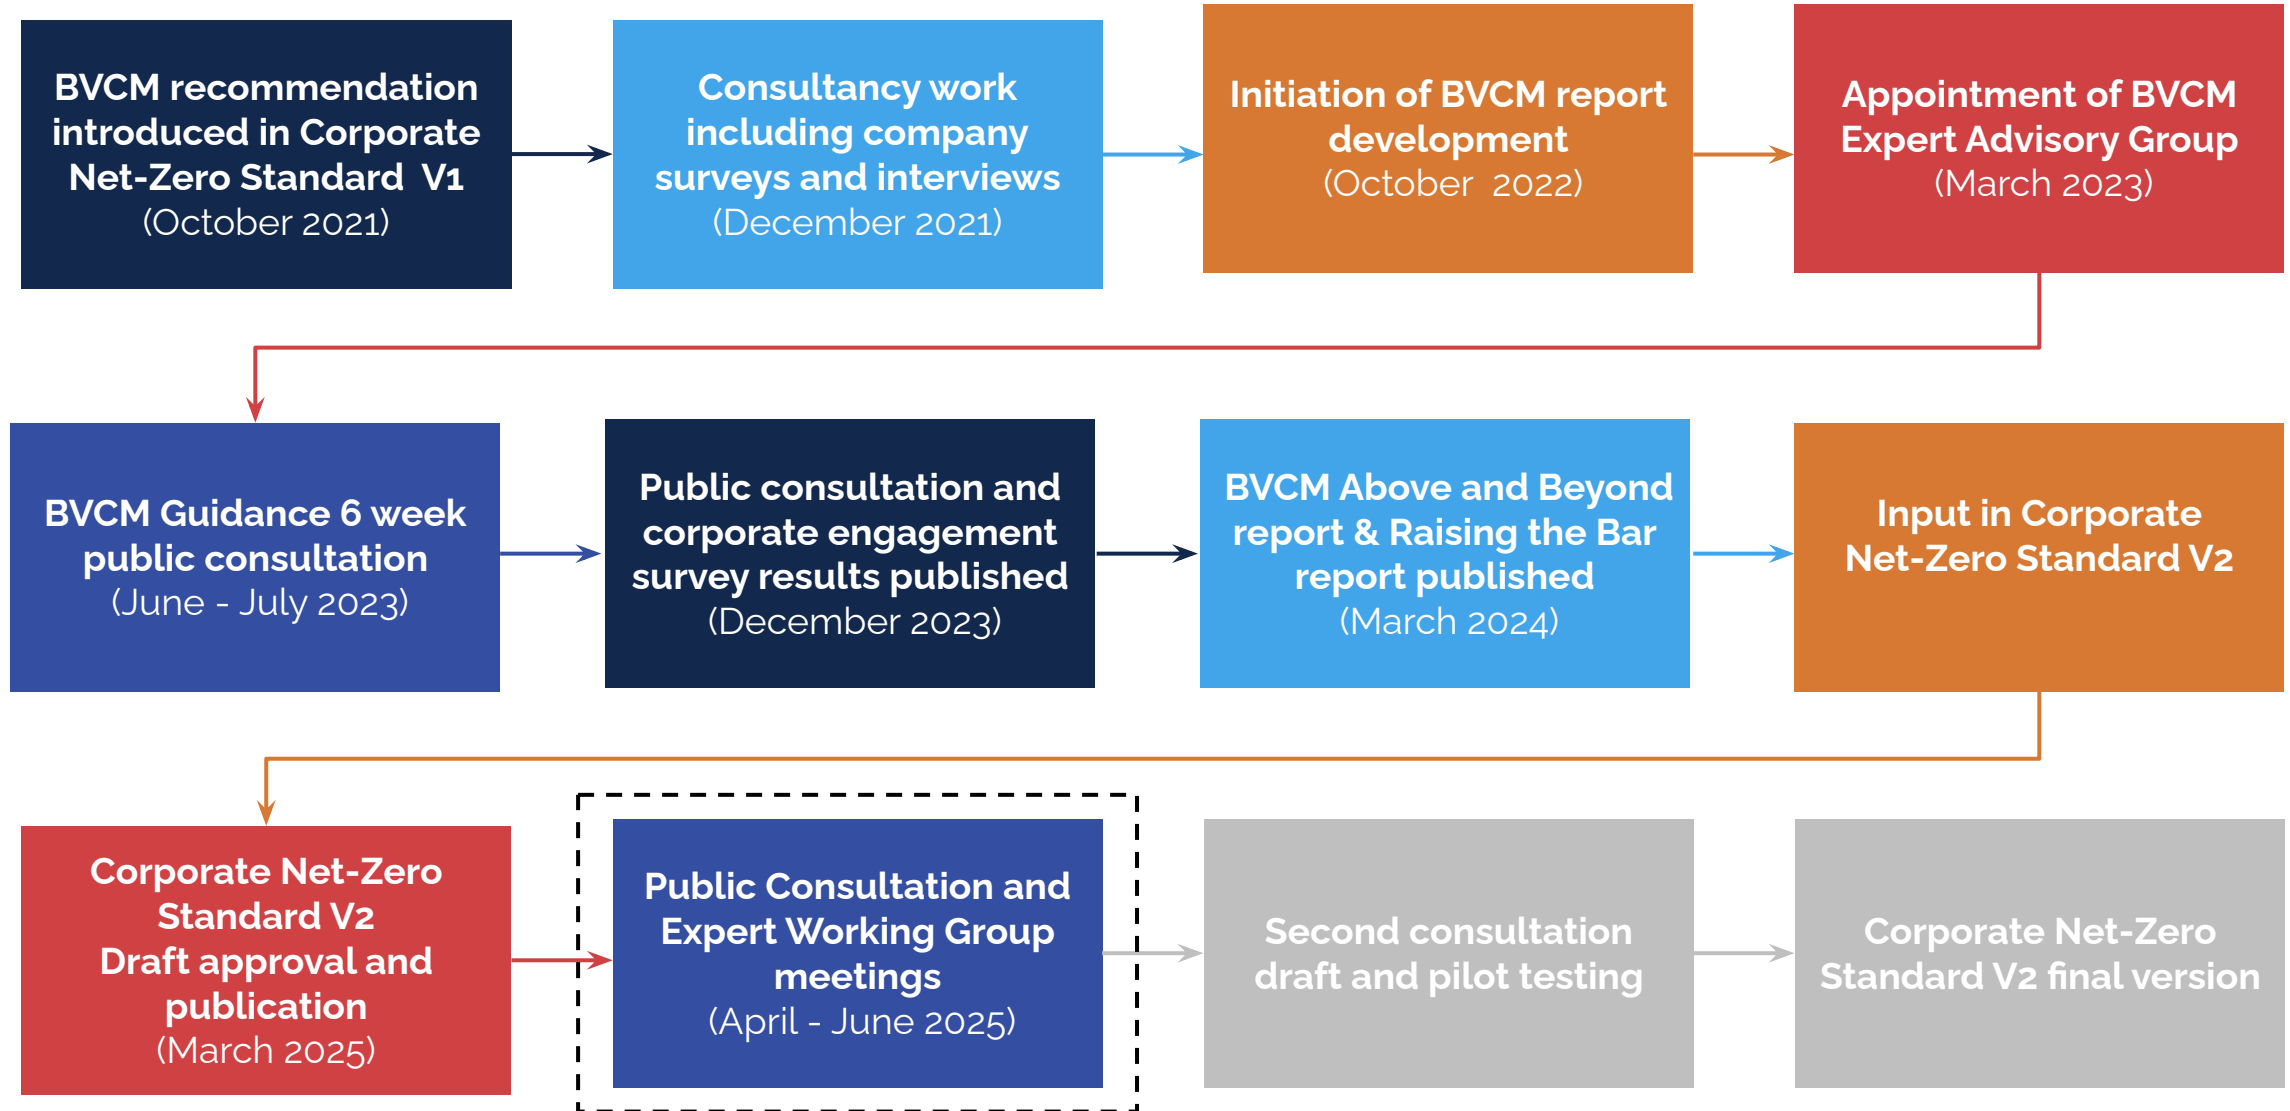 BVCM recommendation
introduced in Corporate
Net-Zero Standard  V1
(October 2021)
Consultancy work
including company
surveys and interviews
(December 2021)
Initiation of BVCM report
development
(October  2022)
Appointment of BVCM
Expert Advisory Group
(March 2023)
BVCM Guidance 6 week
public consultation
(June - July 2023)
Public consultation and
corporate engagement
survey results published
(December 2023)
BVCM Above and Beyond
report & Raising the Bar
report published
(March 2024)
Input in Corporate
Net-Zero Standard V2
Corporate Net-Zero
Standard V2
Draft approval and
publication
(March 2025)
Public Consultation and
Expert Working Group
meetings
(April - June 2025)
Second consultation
draft and pilot testing
Corporate Net-Zero
Standard V2 final version